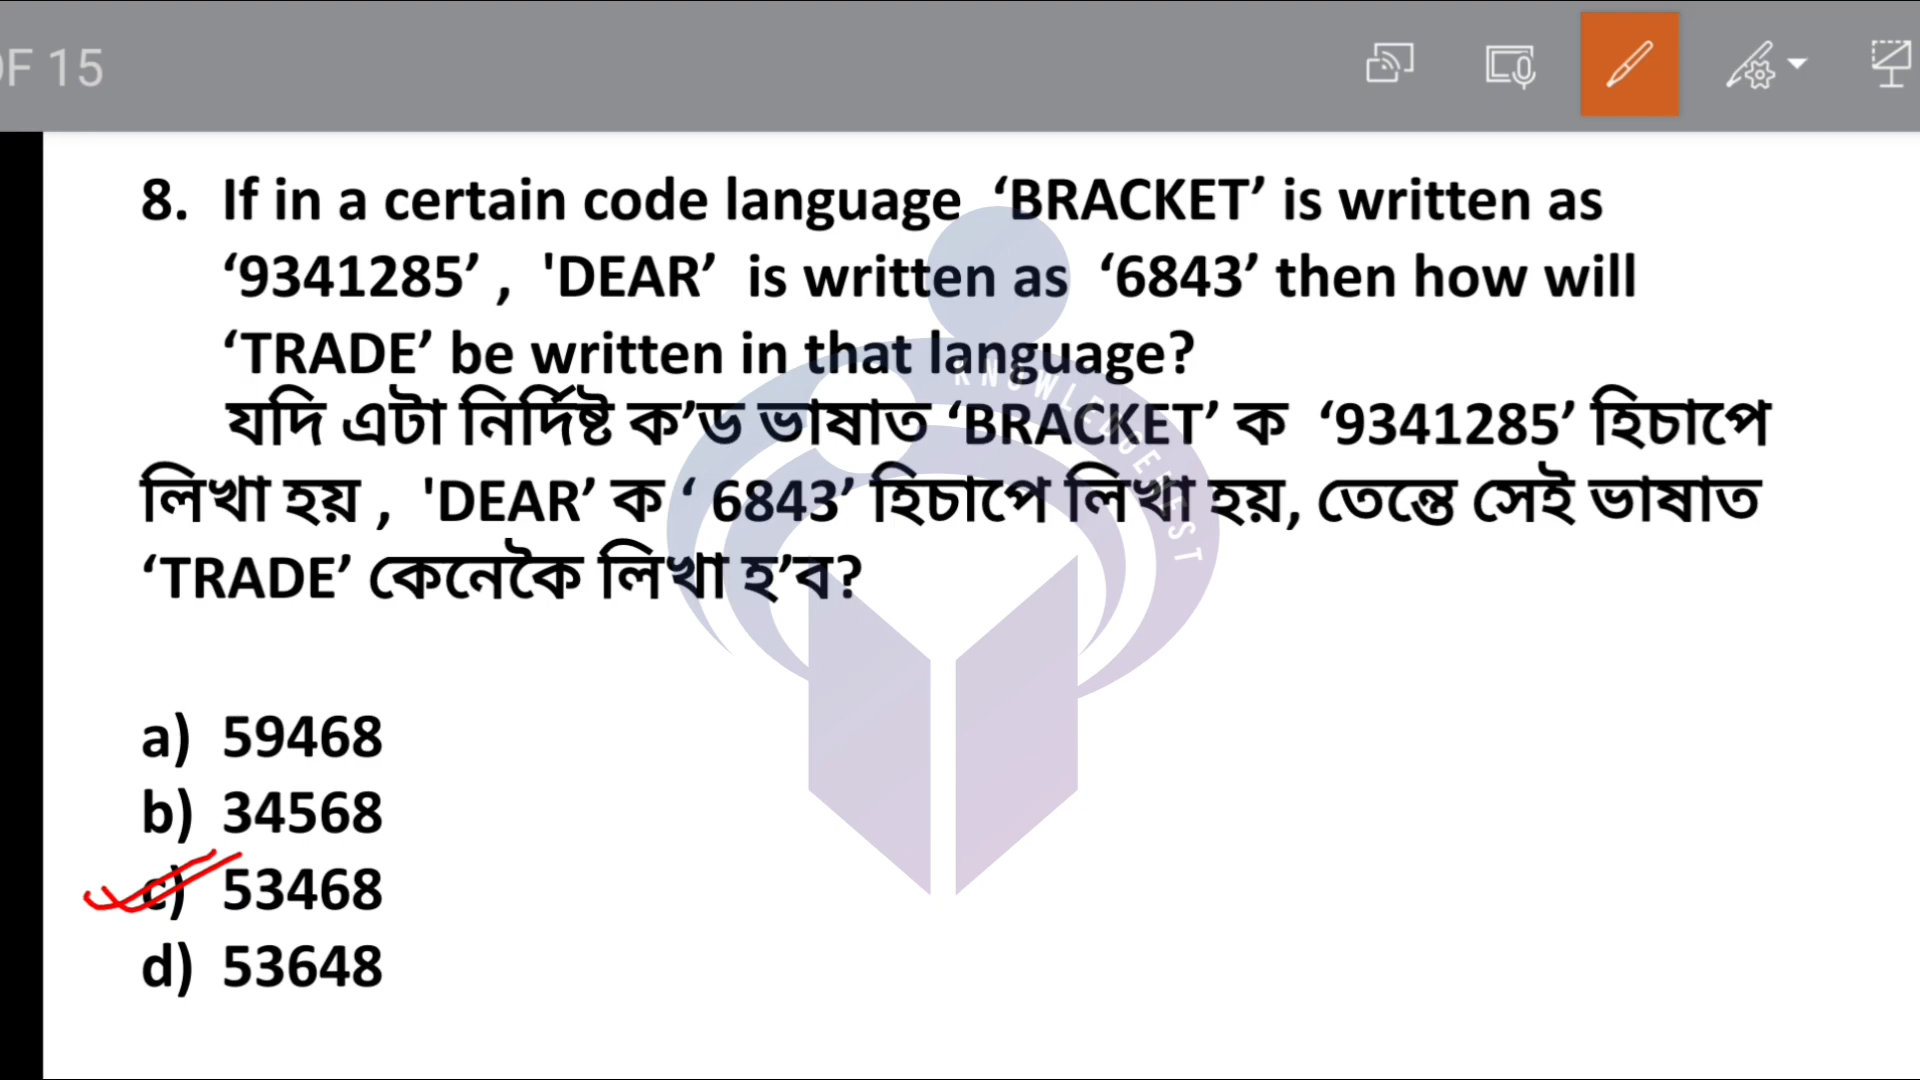 OF 15
8. If in a certain code language ‘BRACKET’ is written as
‘9341285’ , 'DEAR’ is written as ‘6843’ then how will
‘TRADE’ be written in that language?
যদি এটা নিৰ্দিষ্ট ক’ড ভাষাত ‘BRACKET’ ক ‘9341285’ হিচাপে
লিখা হয় , 'DEAR’ ক ‘ 6843’ হিচাপে লিখা হয়, তেন্তে সেই ভাষাত
‘TRADE’ কেনেকৈ লিখা হ’ব?
KNOWLEDGEFEST
a) 59468
b) 34568
c) 53468
d) 53648